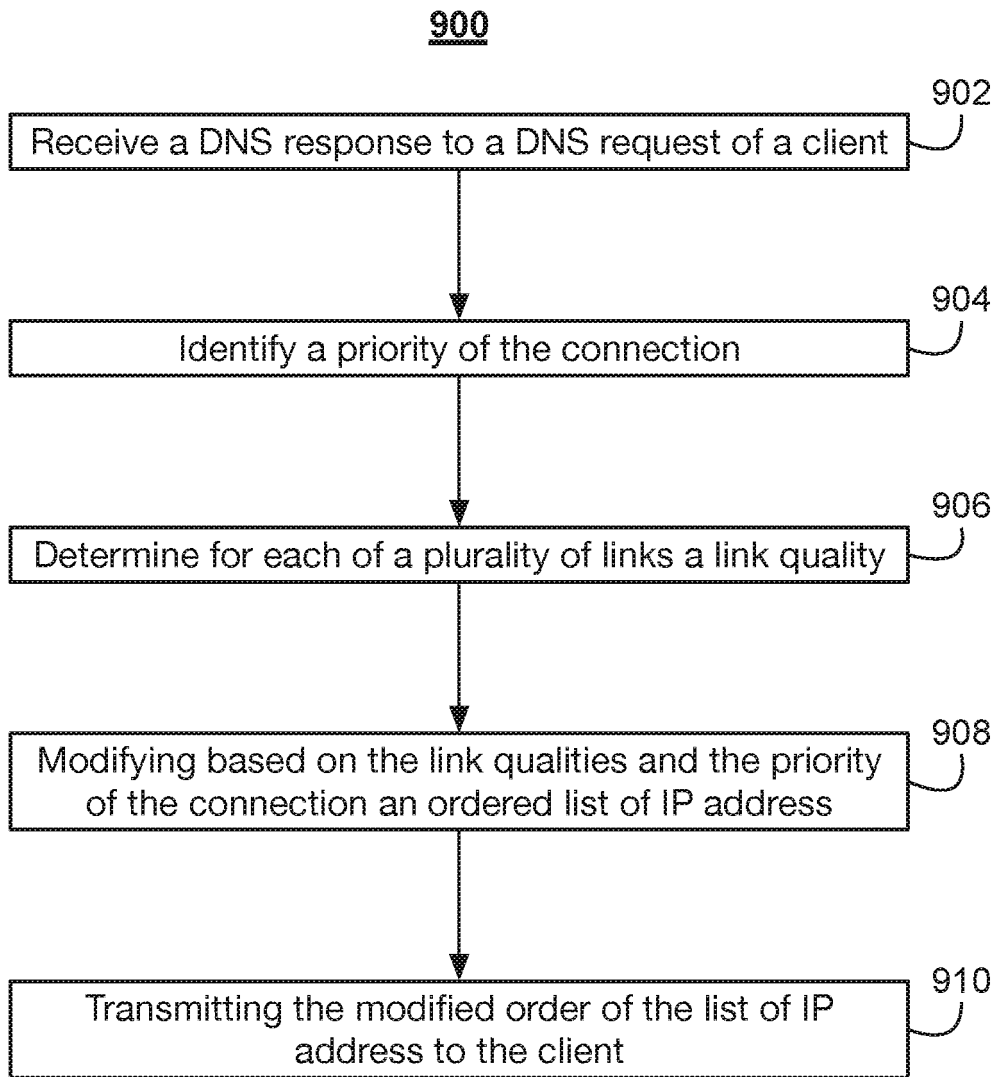 900
902
Receive a DNS response to a DNS request of a client
904
Identify a priority of the connection
906
Determine for each of a plurality of links a link quality
908
Modifying based on the link qualities and the priority
of the connection an ordered list of IP address
910
Transmitting the modified order of the list of IP
address to the client